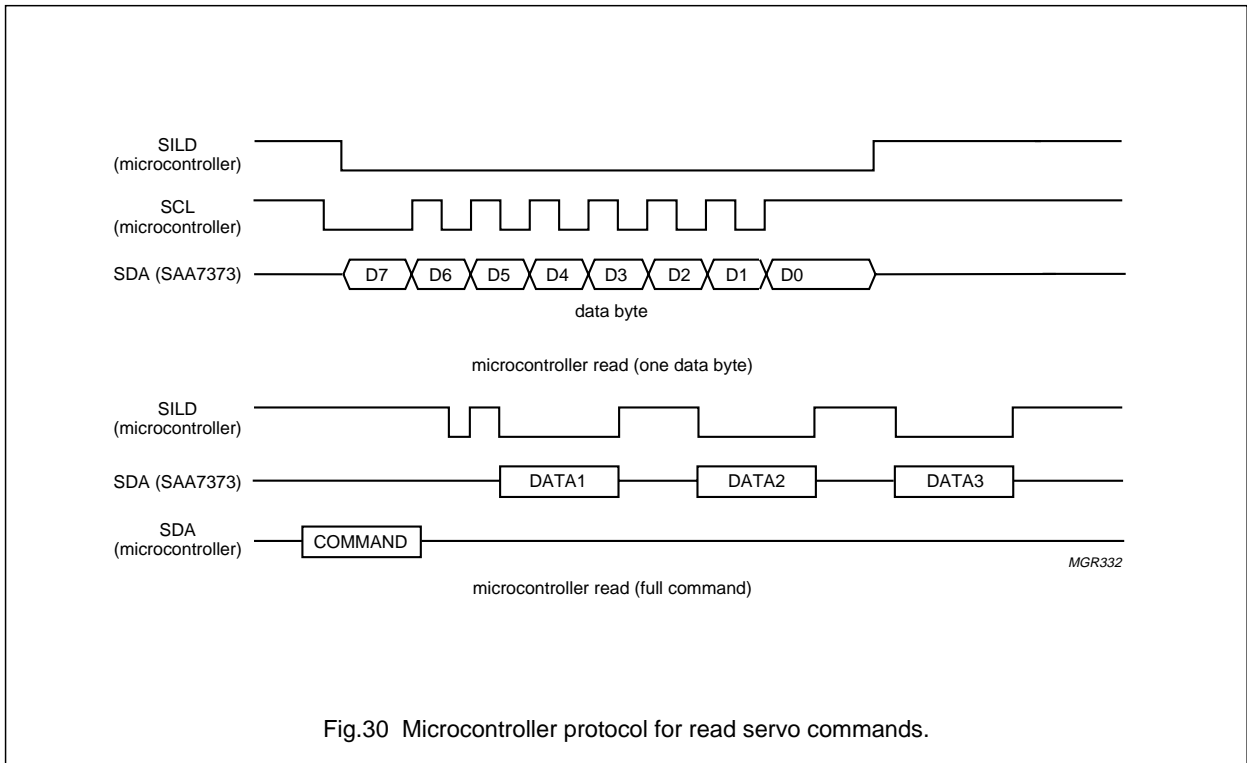 SILD
(microcontroller)
SCL
(microcontroller)
SDA (SAA7373)
D7 D6 D5 D4 D3 D2 D1 D0
data byte
microcontroller read (one data byte)
SILD
(microcontroller)
SDA (SAA7373)
DATA1 DATA2 DATA3
SDA
(microcontroller)
COMMAND
MGR332
microcontroller read (full command)
Fig.30 Microcontroller protocol for read servo commands.